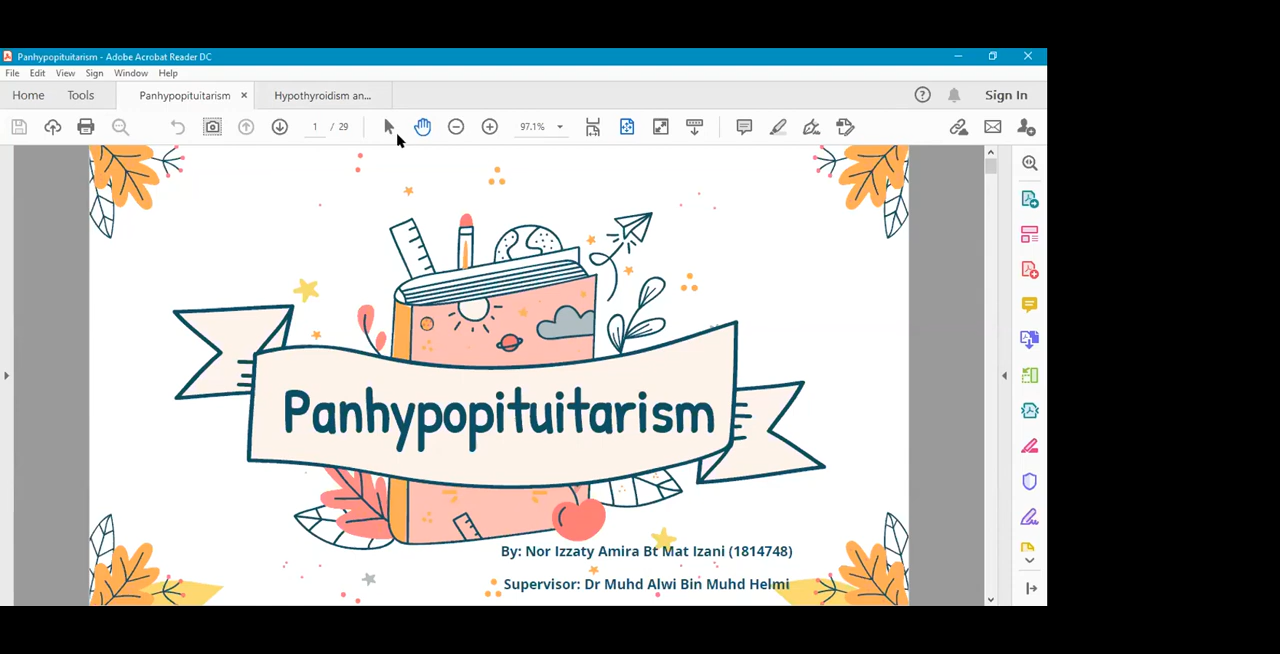 Panhypopituitarism - Adobe Acrobat Reader DC
File Edit View Sign Window Help
Home Tools Panhypopituitarism × Hypothyroidism an... Sign In
1 / 29 97.1%
Panhypopituitarism
By: Nor Izzaty Amira Bt Mat Izani (1814748)
Supervisor: Dr Muhd Alwi Bin Muhd Helmi